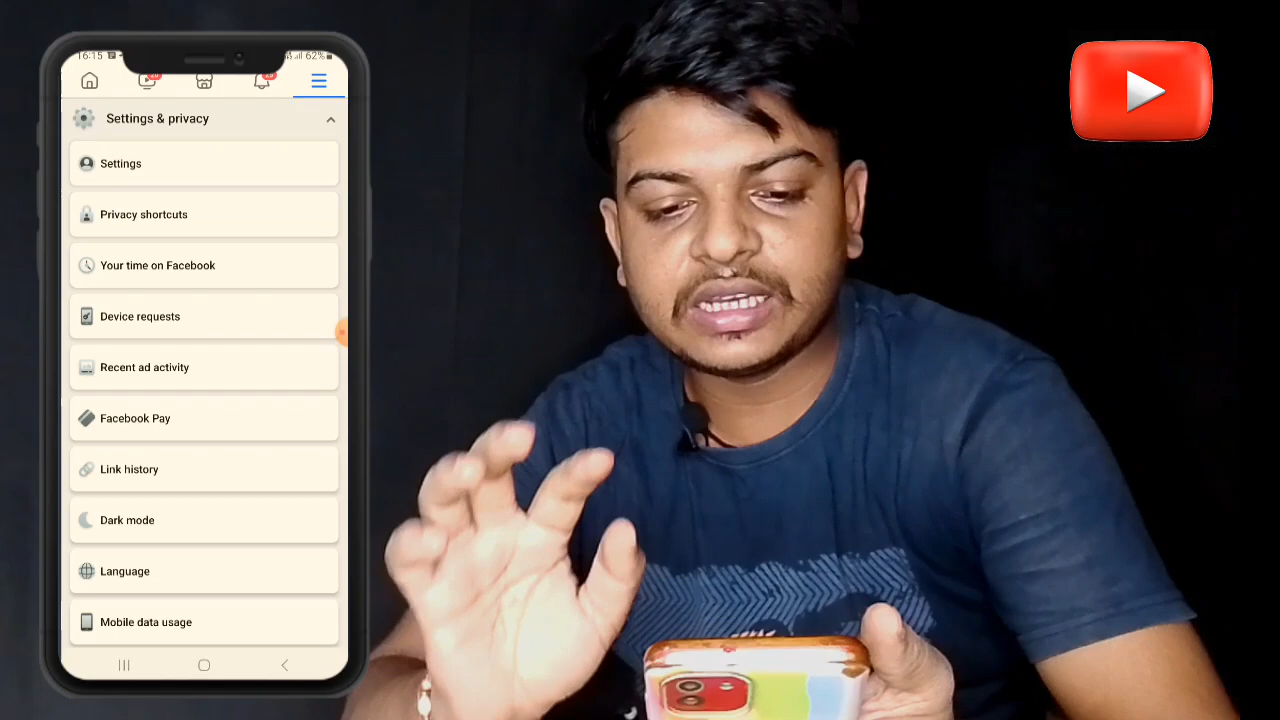 16:15 62%
Settings & privacy
Settings
Privacy shortcuts
Your time on Facebook
Device requests
Recent ad activity
Facebook Pay
Link history
Dark mode
Language
Mobile data usage